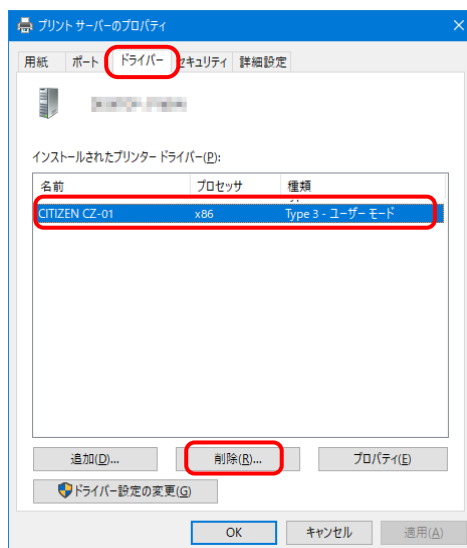 プリント サーバーのプロパティ
用紙 ポート ドライバー セキュリティ 詳細設定
インストールされたプリンター ドライバー(P):
名前 プロセッサ 種類
CITIZEN CZ-01 x86 Type 3 - ユーザー モード
追加(D)... 削除(R)... プロパティ(E)
ドライバー設定の変更(G)
OK キャンセル 適用(A)